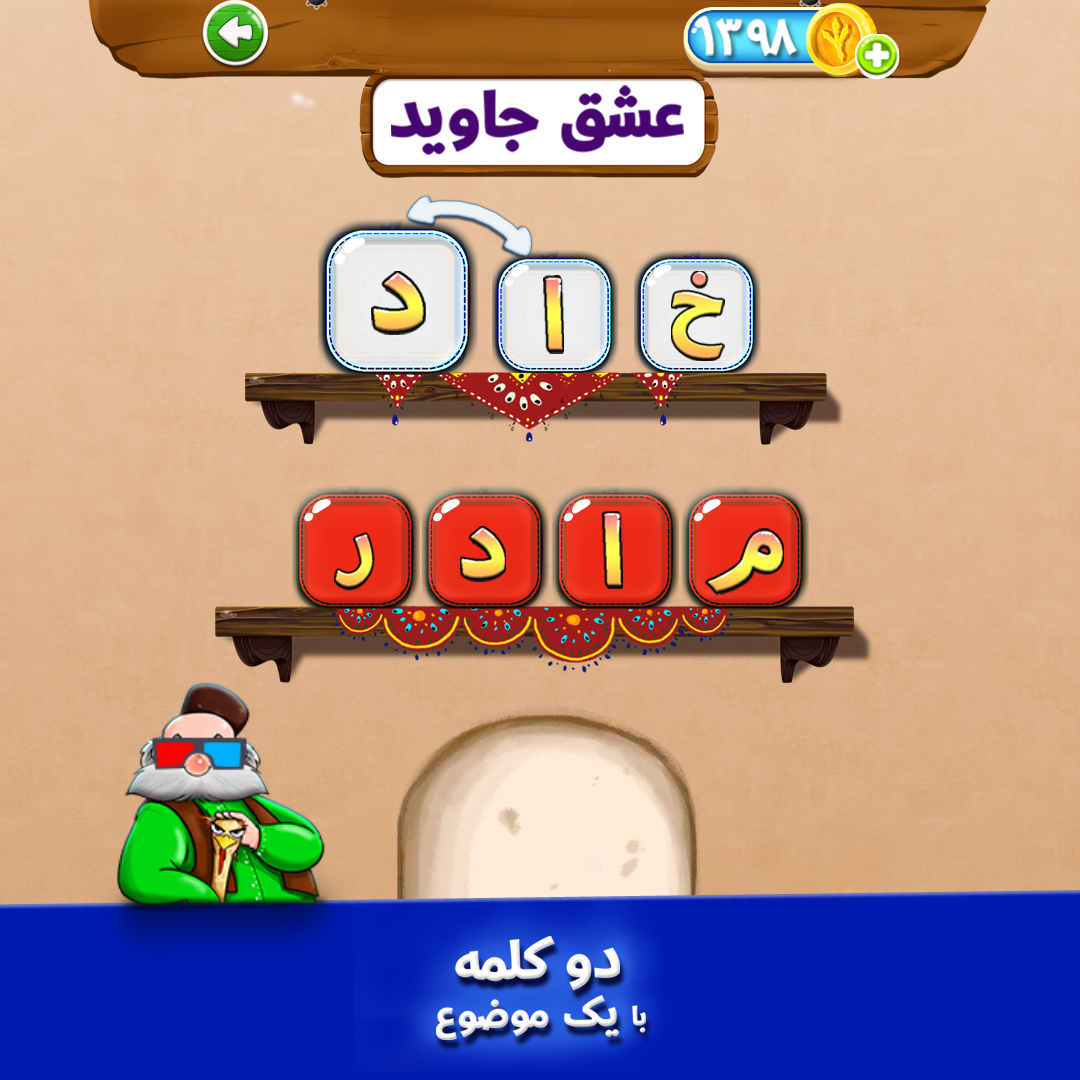 ۱۳۹۸
عشق جاوید
خ ا د
م ا د ر
دو کلمه
با یک موضوع